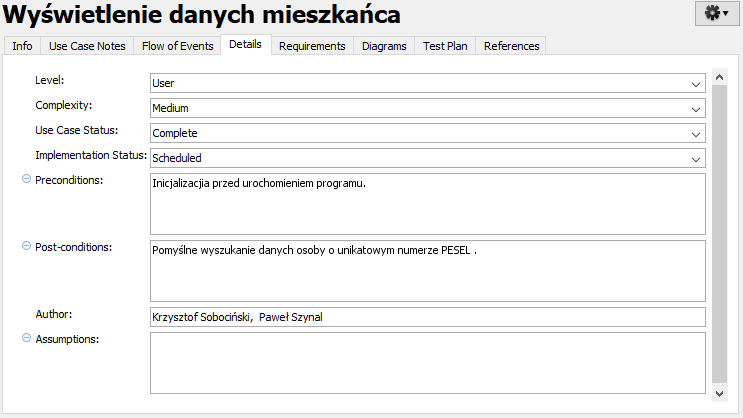 Wyświetlenie danych mieszkańca
Info Use Case Notes Flow of Events Details Requirements Diagrams Test Plan References
Level: User
Complexity: Medium
Use Case Status: Complete
Implementation Status: Scheduled
Preconditions: Inicjalizacjia przed urochomieniem programu.
Post-conditions: Pomyślne wyszukanie danych osoby o unikatowym numerze PESEL .
Author: Krzysztof Sobociński, Paweł Szynal
Assumptions: